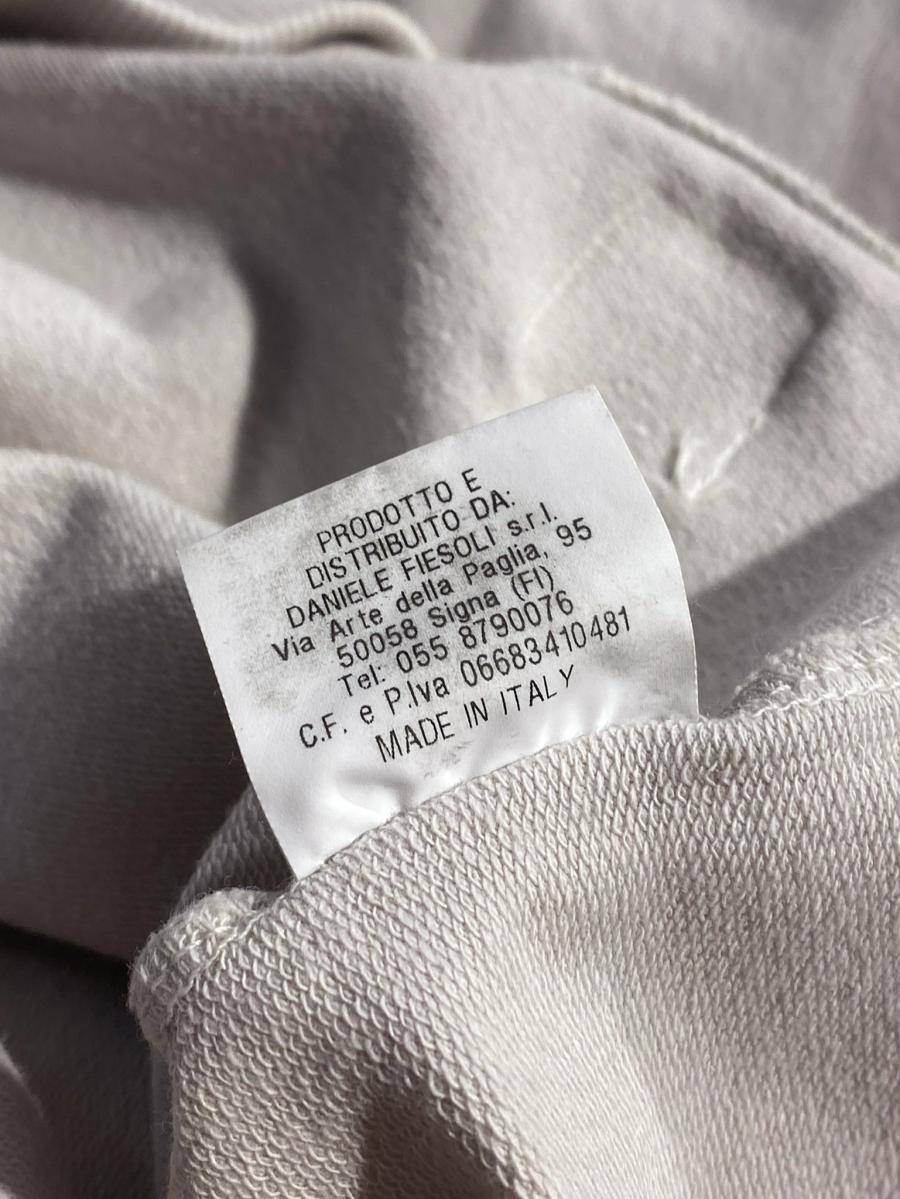 PRODOTTO E
DISTRIBUITO DA:
DANIELE FIESOLI s.r.l.
Via Arte della Paglia, 95
50058 Signa (FI)
Tel: 055 8790076
C.F. e P.Iva 06683410481
MADE IN ITALY